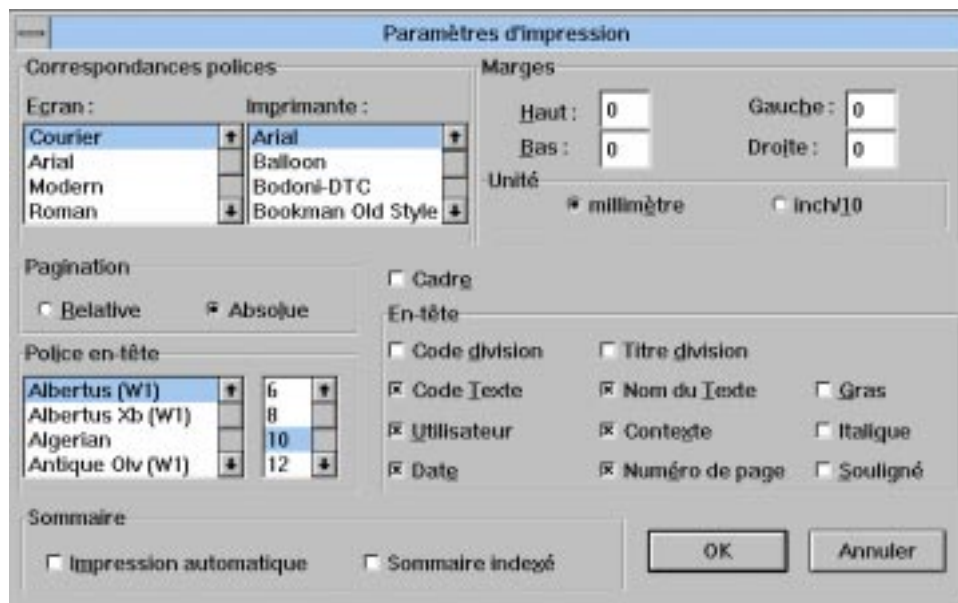 Paramètres d'impression
Correspondances polices
Ecran :
Imprimante :
Courier
Arial
Modern
Roman
Arial
Balloon
Bodoni-DTC
Bookman Old Style
Marges
Haut :
0
Gauche :
0
Bas :
0
Droite :
0
Unité
millimètre
inch/10
Pagination
Relative
Absolue
Cadre
En-tête
Code division
Titre division
Code Texte
Nom du Texte
Gras
Utilisateur
Contexte
Italique
Date
Numéro de page
Souligné
Police en-tête
Albertus (W1)
Albertus Xb (W1)
Algerian
Antique Olv (W1)
6
8
10
12
Sommaire
Impression automatique
Sommaire indexé
OK
Annuler